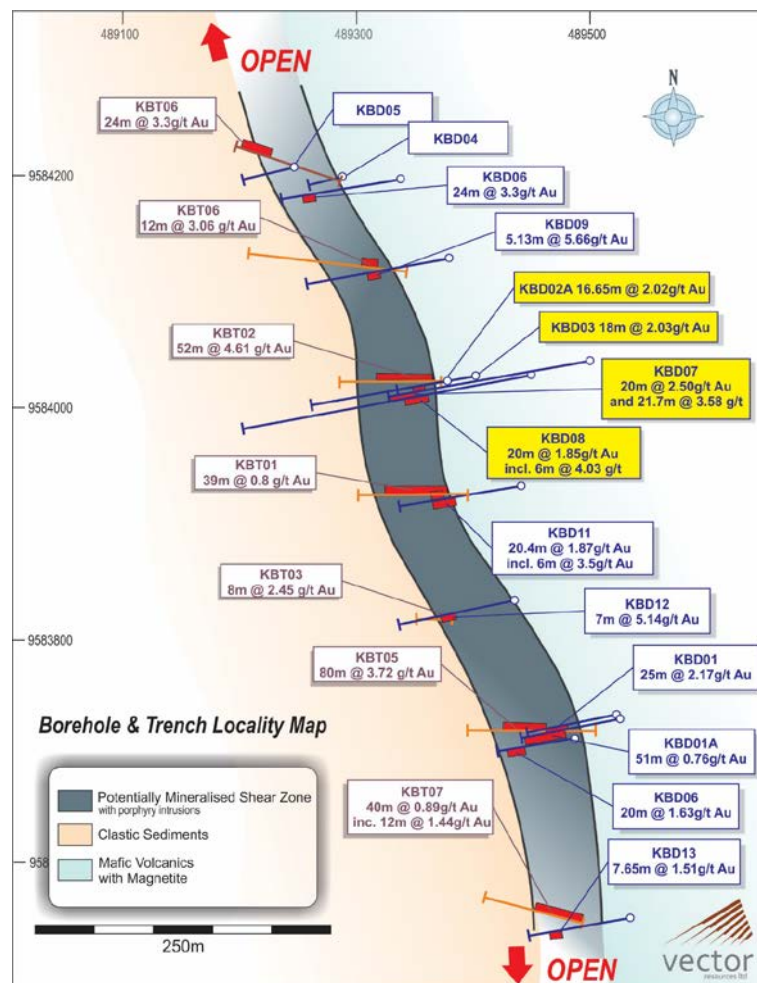 489100
489300
489500
OPEN
N
KBT06
24m @ 3.3g/t Au
KBD05
KBD04
9584200
KBD06
24m @ 3.3g/t Au
KBT06
12m @ 3.06 g/t Au
KBD09
5.13m @ 5.66g/t Au
KBD02A 16.65m @ 2.02g/t Au
KBD03 18m @ 2.03g/t Au
KBT02
52m @ 4.61 g/t Au
KBD07
20m @ 2.50g/t Au
and 21.7m @ 3.58 g/t
9584000
KBD08
20m @ 1.85g/t Au
incl. 6m @ 4.03 g/t
KBT01
39m @ 0.8 g/t Au
KBD11
20.4m @ 1.87g/t Au
incl. 6m @ 3.5g/t Au
KBT03
8m @ 2.45 g/t Au
KBD12
7m @ 5.14g/t Au
9583800
KBT05
80m @ 3.72 g/t Au
KBD01
25m @ 2.17g/t Au
Borehole & Trench Locality Map
KBD01A
51m @ 0.76g/t Au
Potentially Mineralised Shear Zone
with porphyry intrusions
Clastic Sediments
Mafic Volcanics
with Magnetite
KBT07
40m @ 0.89g/t Au
inc. 12m @ 1.44g/t Au
KBD06
20m @ 1.63g/t Au
958
KBD13
7.65m @ 1.51g/t Au
250m
OPEN
vector
resources ltd